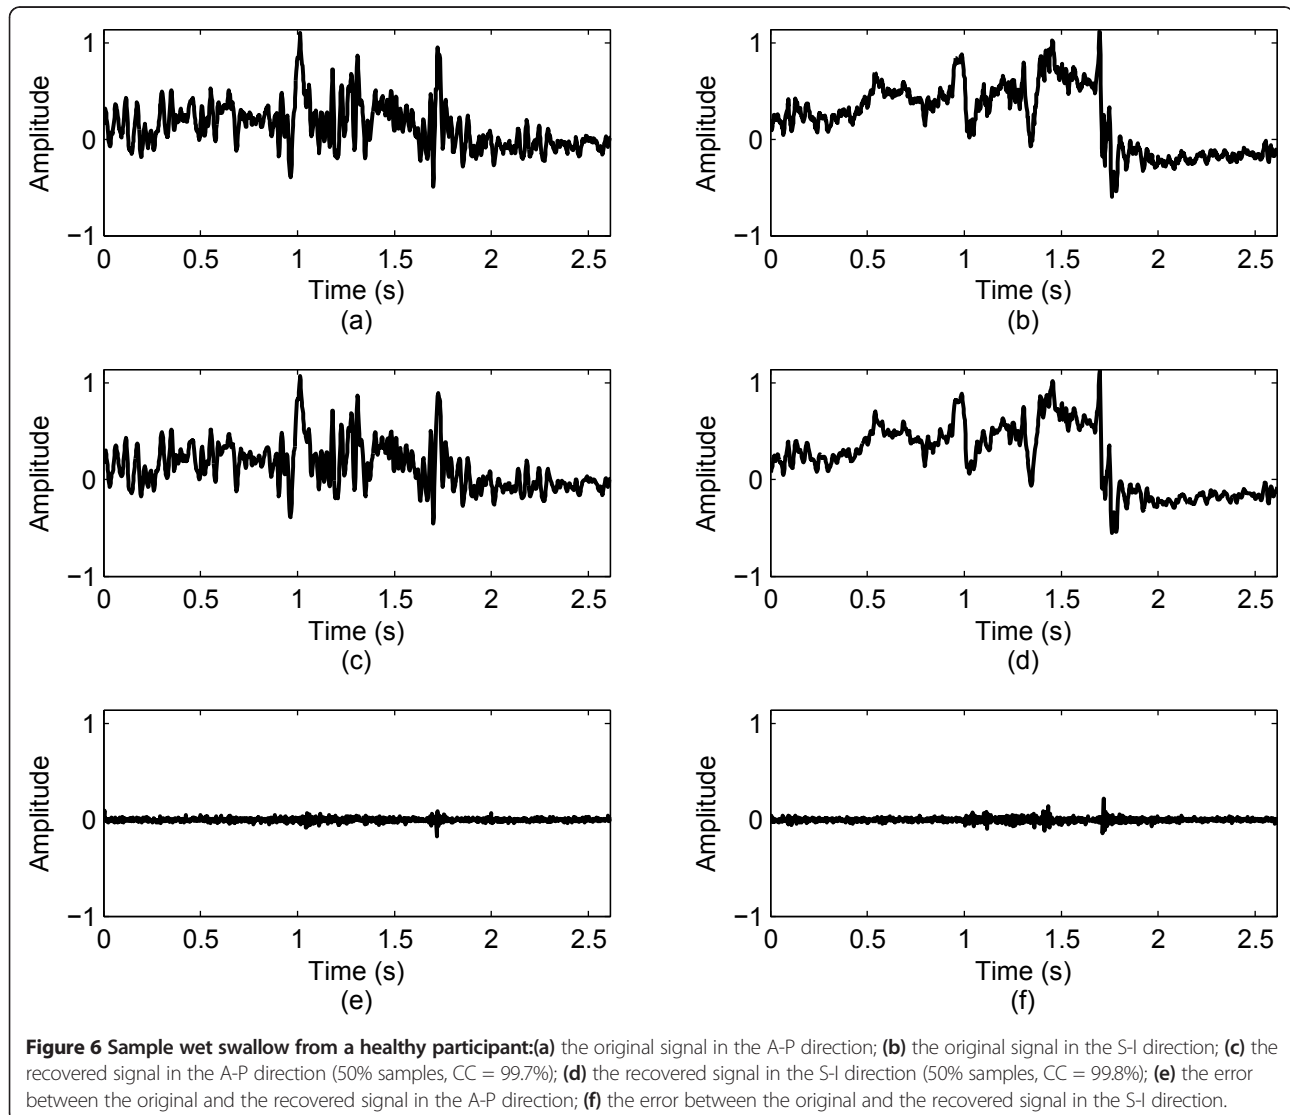 1
0
−1
Amplitude
0 0.5 1 1.5 2 2.5
Time (s)
(a)
1
0
−1
Amplitude
0 0.5 1 1.5 2 2.5
Time (s)
(b)
1
0
−1
Amplitude
0 0.5 1 1.5 2 2.5
Time (s)
(c)
1
0
−1
Amplitude
0 0.5 1 1.5 2 2.5
Time (s)
(d)
1
0
−1
Amplitude
0 0.5 1 1.5 2 2.5
Time (s)
(e)
1
0
−1
Amplitude
0 0.5 1 1.5 2 2.5
Time (s)
(f)
Figure 6 Sample wet swallow from a healthy participant:(a) the original signal in the A-P direction; (b) the original signal in the S-I direction; (c) the
recovered signal in the A-P direction (50% samples, CC = 99.7%); (d) the recovered signal in the S-I direction (50% samples, CC = 99.8%); (e) the error
between the original and the recovered signal in the A-P direction; (f) the error between the original and the recovered signal in the S-I direction.